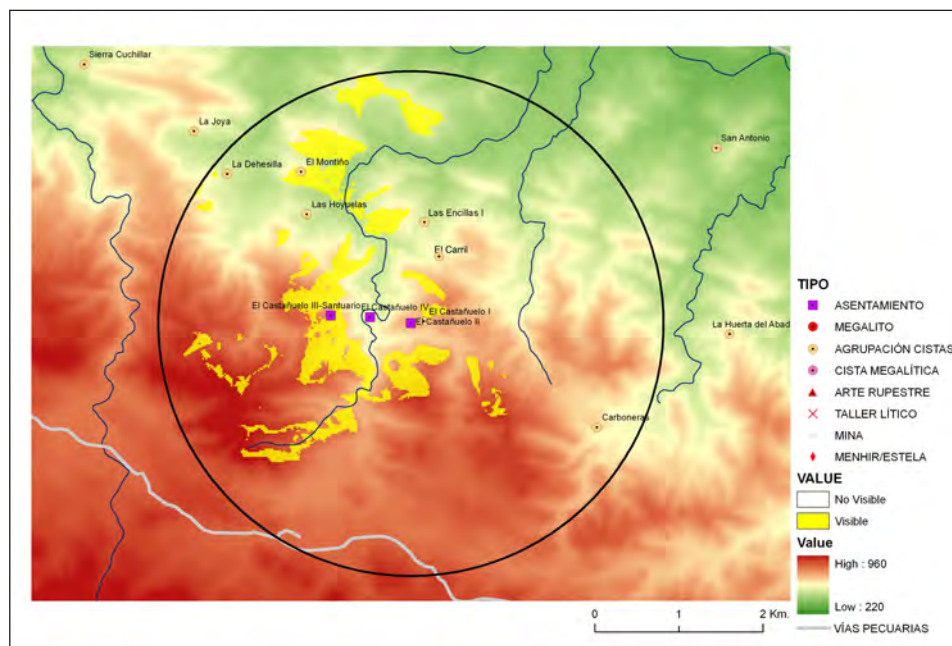 Sierra Cuchillar
La Joya
San Antonio
La Dehesilla
El Montiño
Las Hoyuelas
Las Encillas I
El Carril
El Castañuelo III-Santuario
El Castañuelo IV
El Castañuelo I
El Castañuelo II
La Huerta del Abad
Carboneras
TIPO
ASENTAMIENTO
MEGALITO
AGRUPACIÓN CISTAS
CISTA MEGALÍTICA
ARTE RUPESTRE
TALLER LÍTICO
MINA
MENHIR/ESTELA
VALUE
No Visible
Visible
Value
High : 960
Low : 220
VÍAS PECUARIAS
0 1 2 Km.